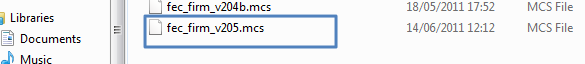 fec_firm_v204b.mcs 18/05/2011 17:52 MCS File
Libraries
fec_firm_v205.mcs 14/06/2011 12:12 MCS File
Documents
Music